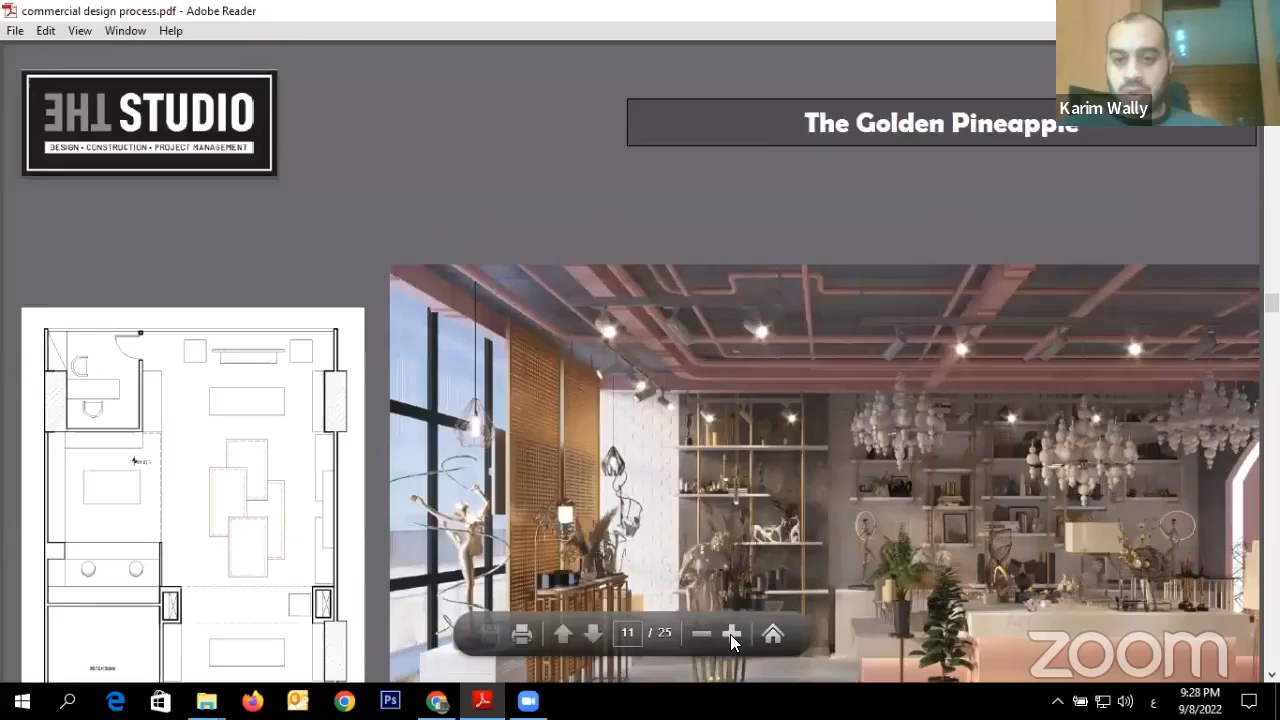 commercial design process.pdf - Adobe Reader
File Edit View Window Help
THE STUDIO
DESIGN • CONSTRUCTION • PROJECT MANAGEMENT
The Golden Pineapple
Karim Wally
11 / 25
zoom
Ps
ع
9:28 PM
9/8/2022